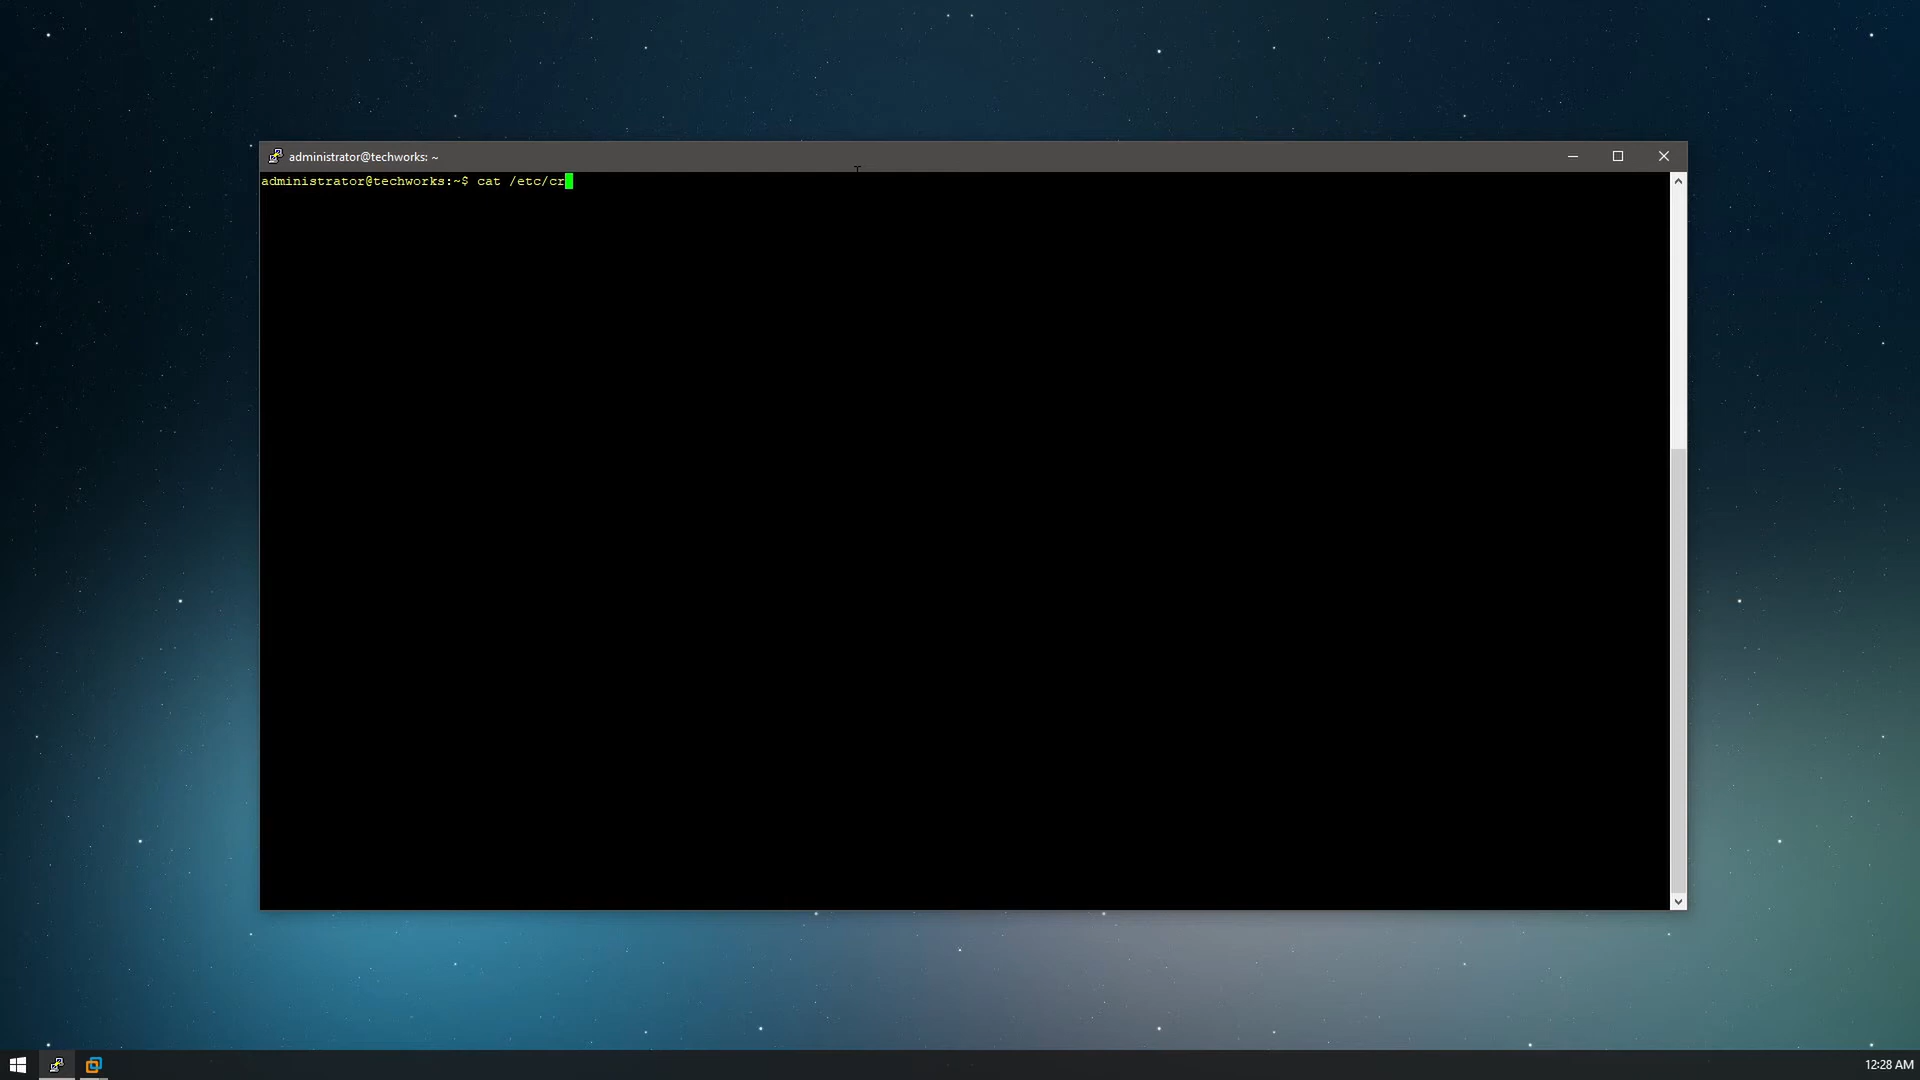 administrator@techworks: ~
administrator@techworks:~$ cat /etc/cr
12:28 AM